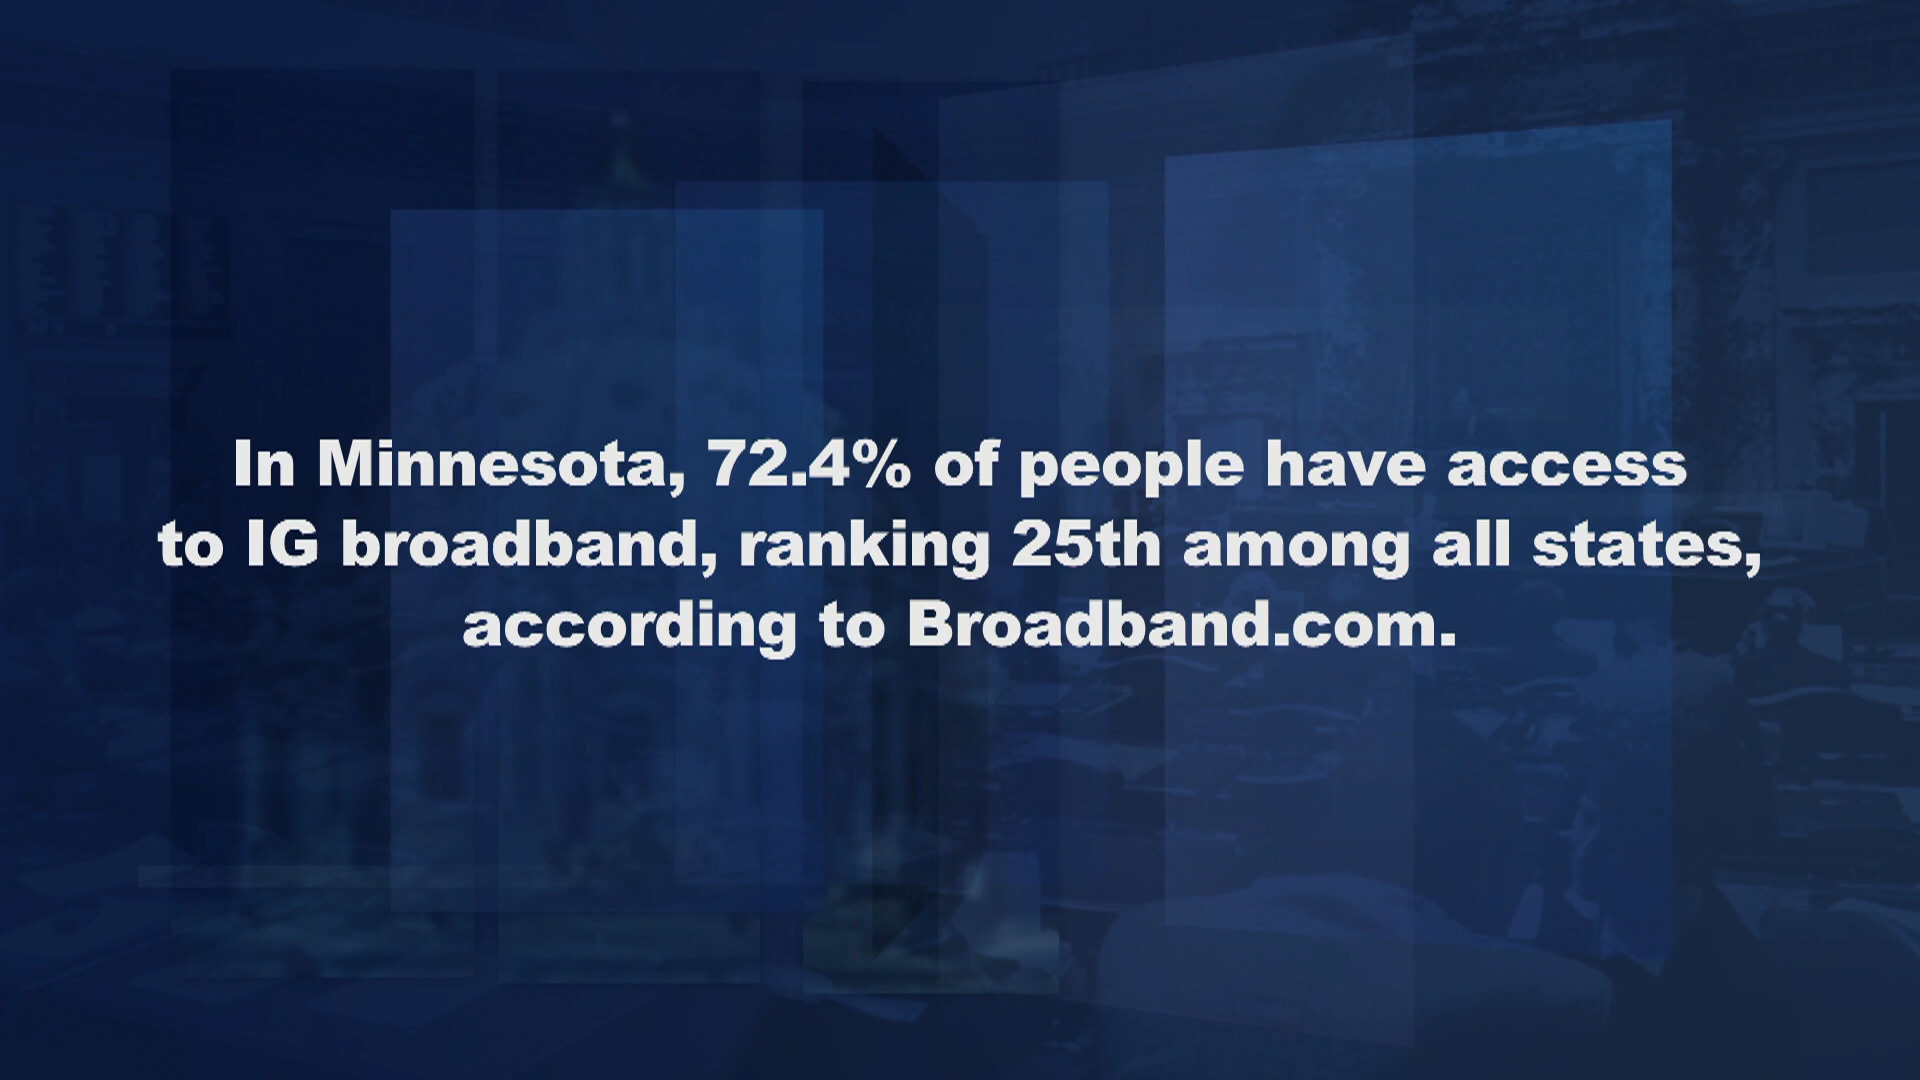 In Minnesota, 72.4% of people have access
to IG broadband, ranking 25th among all states,
according to Broadband.com.